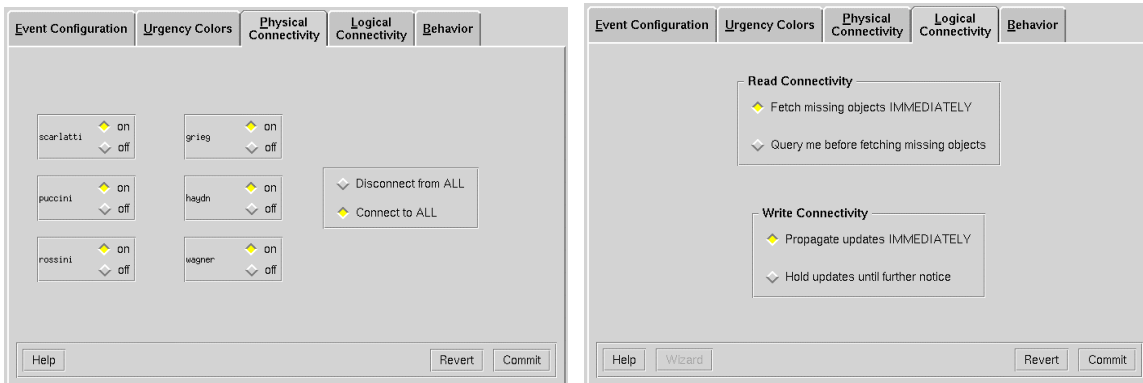 Event Configuration
Urgency Colors
Physical
Connectivity
Logical
Connectivity
Behavior
scarlatti
on
off
grieg
on
off
puccini
on
off
haydn
on
off
Disconnect from ALL
Connect to ALL
rossini
on
off
wagner
on
off
Help
Revert
Commit
Event Configuration
Urgency Colors
Physical
Connectivity
Logical
Connectivity
Behavior
Read Connectivity
Fetch missing objects IMMEDIATELY
Query me before fetching missing objects
Write Connectivity
Propagate updates IMMEDIATELY
Hold updates until further notice
Help
Wizard
Revert
Commit